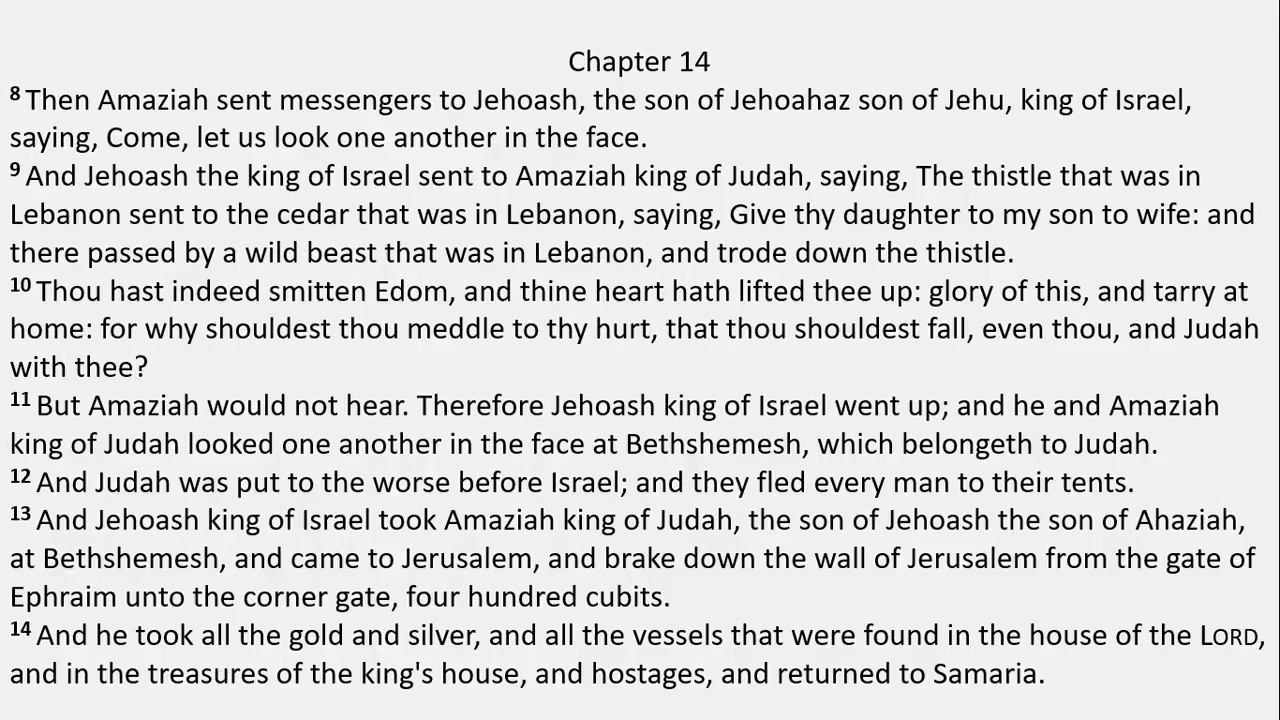 Chapter 14
8 Then Amaziah sent messengers to Jehoash, the son of Jehoahaz son of Jehu, king of Israel,
saying, Come, let us look one another in the face.
9 And Jehoash the king of Israel sent to Amaziah king of Judah, saying, The thistle that was in
Lebanon sent to the cedar that was in Lebanon, saying, Give thy daughter to my son to wife: and
there passed by a wild beast that was in Lebanon, and trode down the thistle.
10 Thou hast indeed smitten Edom, and thine heart hath lifted thee up: glory of this, and tarry at
home: for why shouldest thou meddle to thy hurt, that thou shouldest fall, even thou, and Judah
with thee?
11 But Amaziah would not hear. Therefore Jehoash king of Israel went up; and he and Amaziah
king of Judah looked one another in the face at Bethshemesh, which belongeth to Judah.
12 And Judah was put to the worse before Israel; and they fled every man to their tents.
13 And Jehoash king of Israel took Amaziah king of Judah, the son of Jehoash the son of Ahaziah,
at Bethshemesh, and came to Jerusalem, and brake down the wall of Jerusalem from the gate of
Ephraim unto the corner gate, four hundred cubits.
14 And he took all the gold and silver, and all the vessels that were found in the house of the LORD,
and in the treasures of the king's house, and hostages, and returned to Samaria.